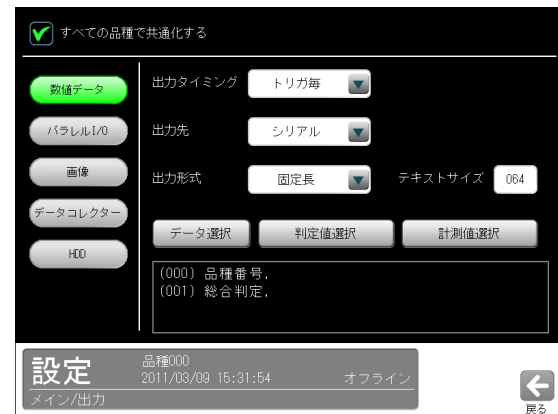 すべての品種で共通化する
数値データ
パラレルI/O
画像
データコレクター
HDD
出力タイミング トリガ毎
出力先 シリアル
出力形式 固定長 テキストサイズ 064
データ選択 判定値選択 計測値選択
(000) 品種番号,
(001) 総合判定,
設定 品種000
2011/03/09 15:31:54 オフライン
メイン/出力
戻る